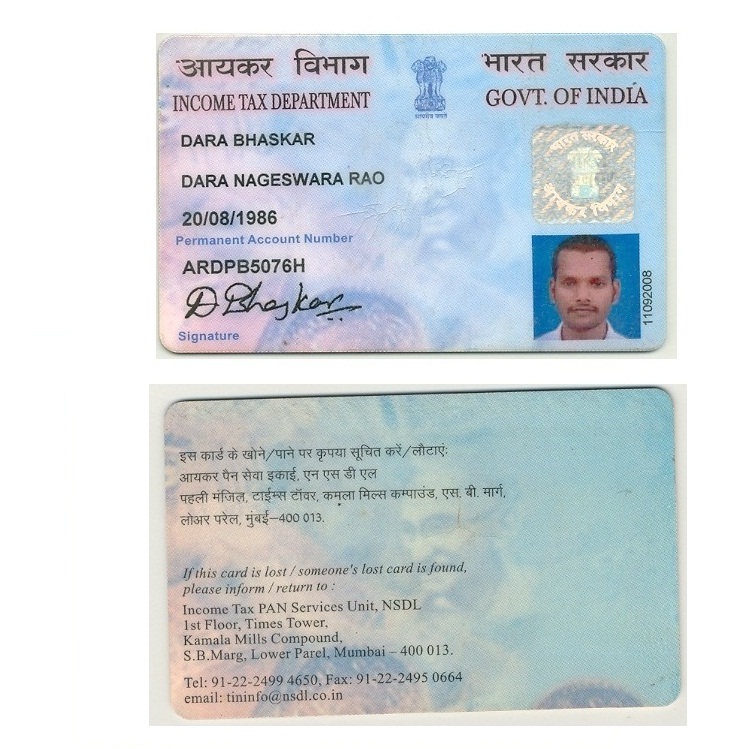 आयकर विभाग
INCOME TAX DEPARTMENT
सत्यमेव जयते
भारत सरकार
GOVT. OF INDIA
DARA BHASKAR
DARA NAGESWARA RAO
20/08/1986
Permanent Account Number
ARDPB5076H
D Bhaskar
Signature
भारत सरकार
आयकर विभाग
11092008
इस कार्ड के खोने/पाने पर कृपया सूचित करें/लौटाएं:
आयकर पैन सेवा इकाई, एन एस डी एल
पहली मंजिल, टाईम्स टॉवर, कमला मिल्स कम्पाउंड, एस. बी. मार्ग,
लोअर परेल, मुंबई–400 013.
If this card is lost / someone's lost card is found,
please inform / return to :
Income Tax PAN Services Unit, NSDL
1st Floor, Times Tower,
Kamala Mills Compound,
S.B.Marg, Lower Parel, Mumbai – 400 013.
Tel: 91-22-2499 4650, Fax: 91-22-2495 0664
email: tininfo@nsdl.co.in